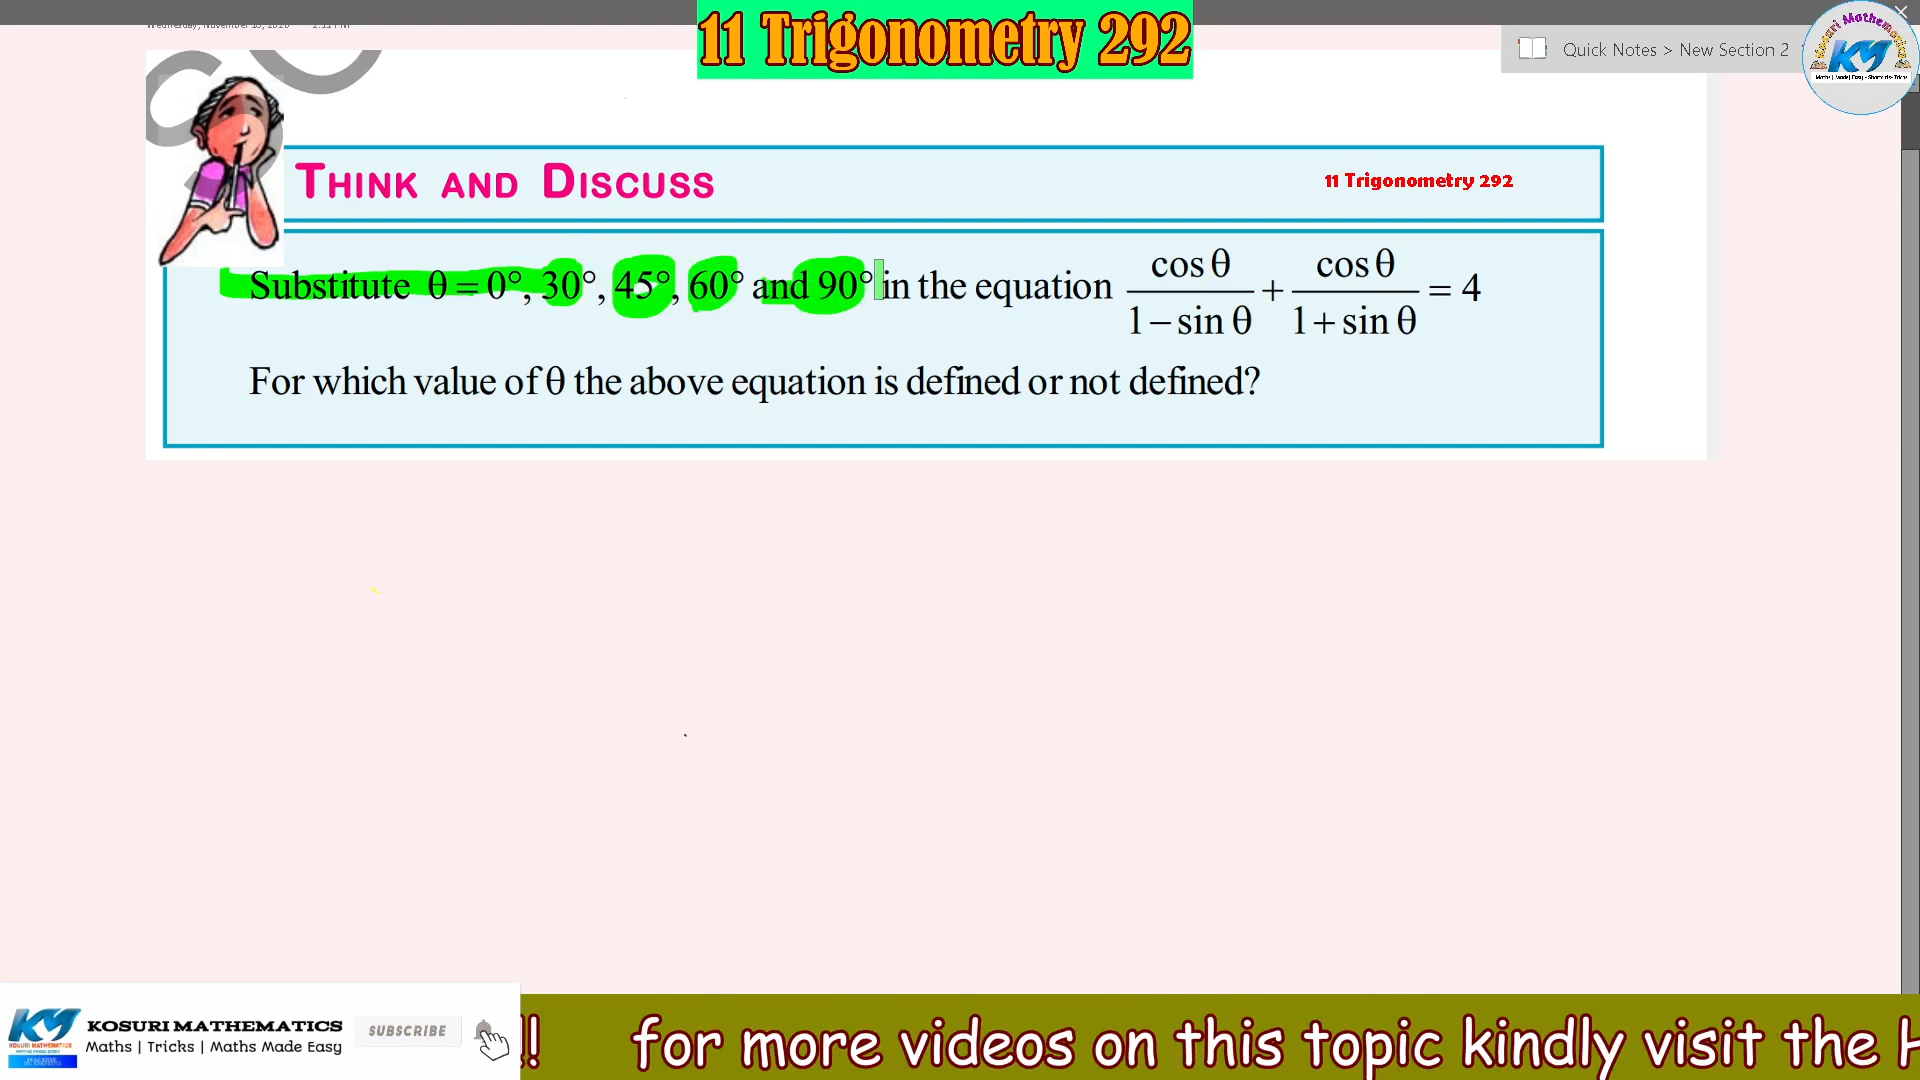 11 Trigonometry 292
Quick Notes > New Section 2
THINK AND DISCUSS
11 Trigonometry 292
Substitute θ = 0°, 30°, 45°, 60° and 90° in the equation cos θ / (1 − sin θ) + cos θ / (1 + sin θ) = 4
For which value of θ the above equation is defined or not defined?
KOSURI MATHEMATICS
Maths | Tricks | Maths Made Easy
SUBSCRIBE
! for more videos on this topic kindly visit the